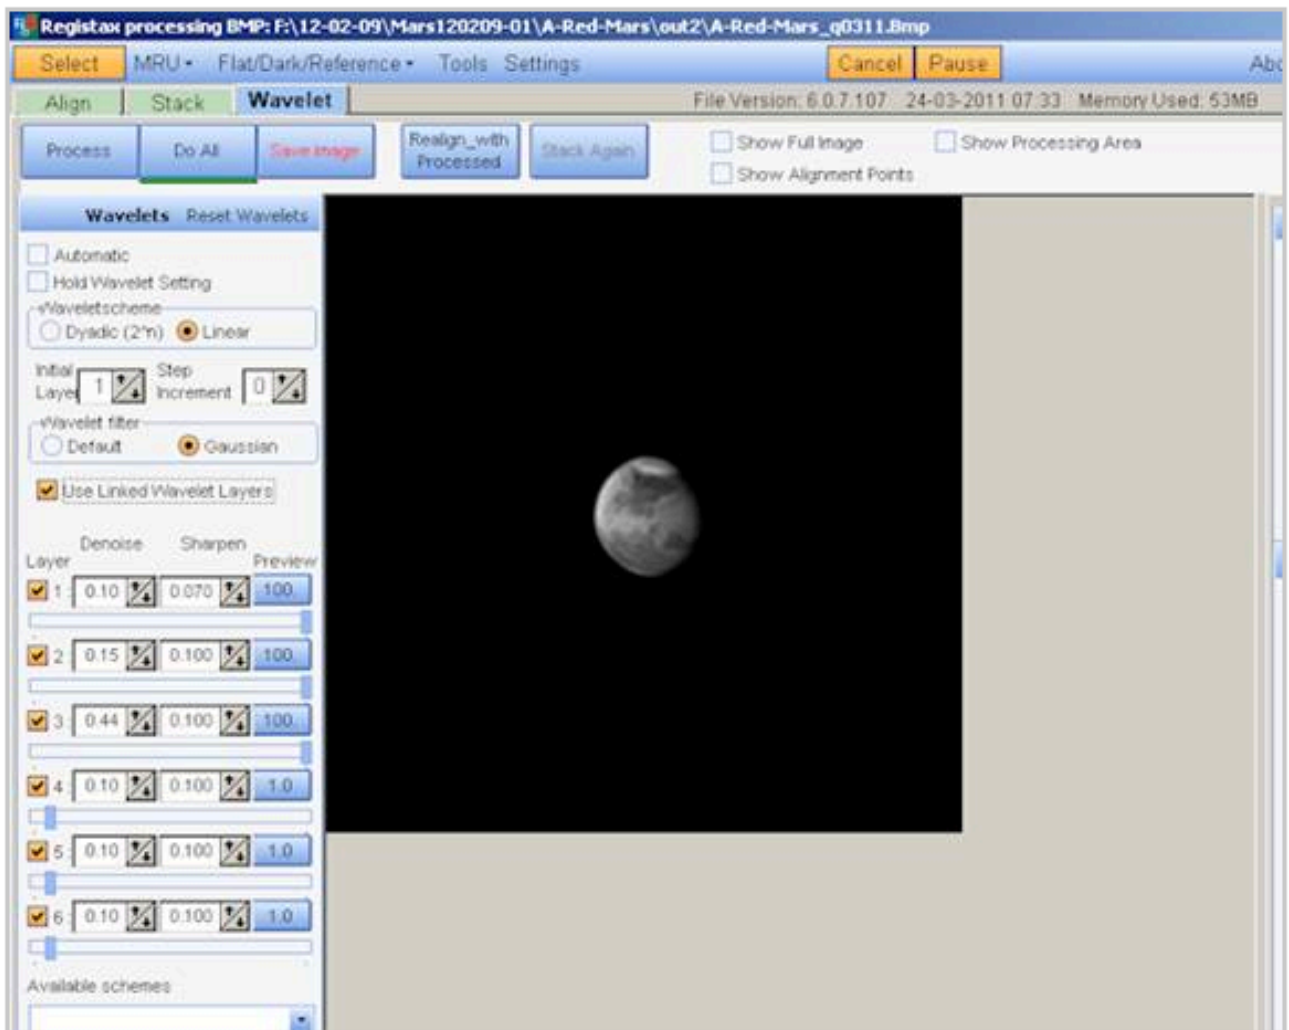 Registax processing BMP: F:\12-02-09\Mars120209-01\A-Red-Mars\out2\A-Red-Mars_q0311.Bmp
Select MRU Flat/Dark/Reference Tools Settings Cancel Pause Abc
Align Stack Wavelet File Version: 6.0.7.107 24-03-2011 07:33 Memory Used: 53MB
Process Do All Save Image Realign_with Processed Stack Again Show Full Image Show Processing Area
Show Alignment Points
Wavelets Reset Wavelets
Automatic
Hold Wavelet Setting
Waveletscheme
Dyadic (2^n) Linear
Initial Layer 1 Step Increment 0
Wavelet filter
Default Gaussian
Use Linked Wavelet Layers
Denoise Sharpen
Layer Preview
1 : 0.10 0.070 100.
2 : 0.15 0.100 100.
3 : 0.44 0.100 100.
4 : 0.10 0.100 1.0
5 : 0.10 0.100 1.0
6 : 0.10 0.100 1.0
Available schemes